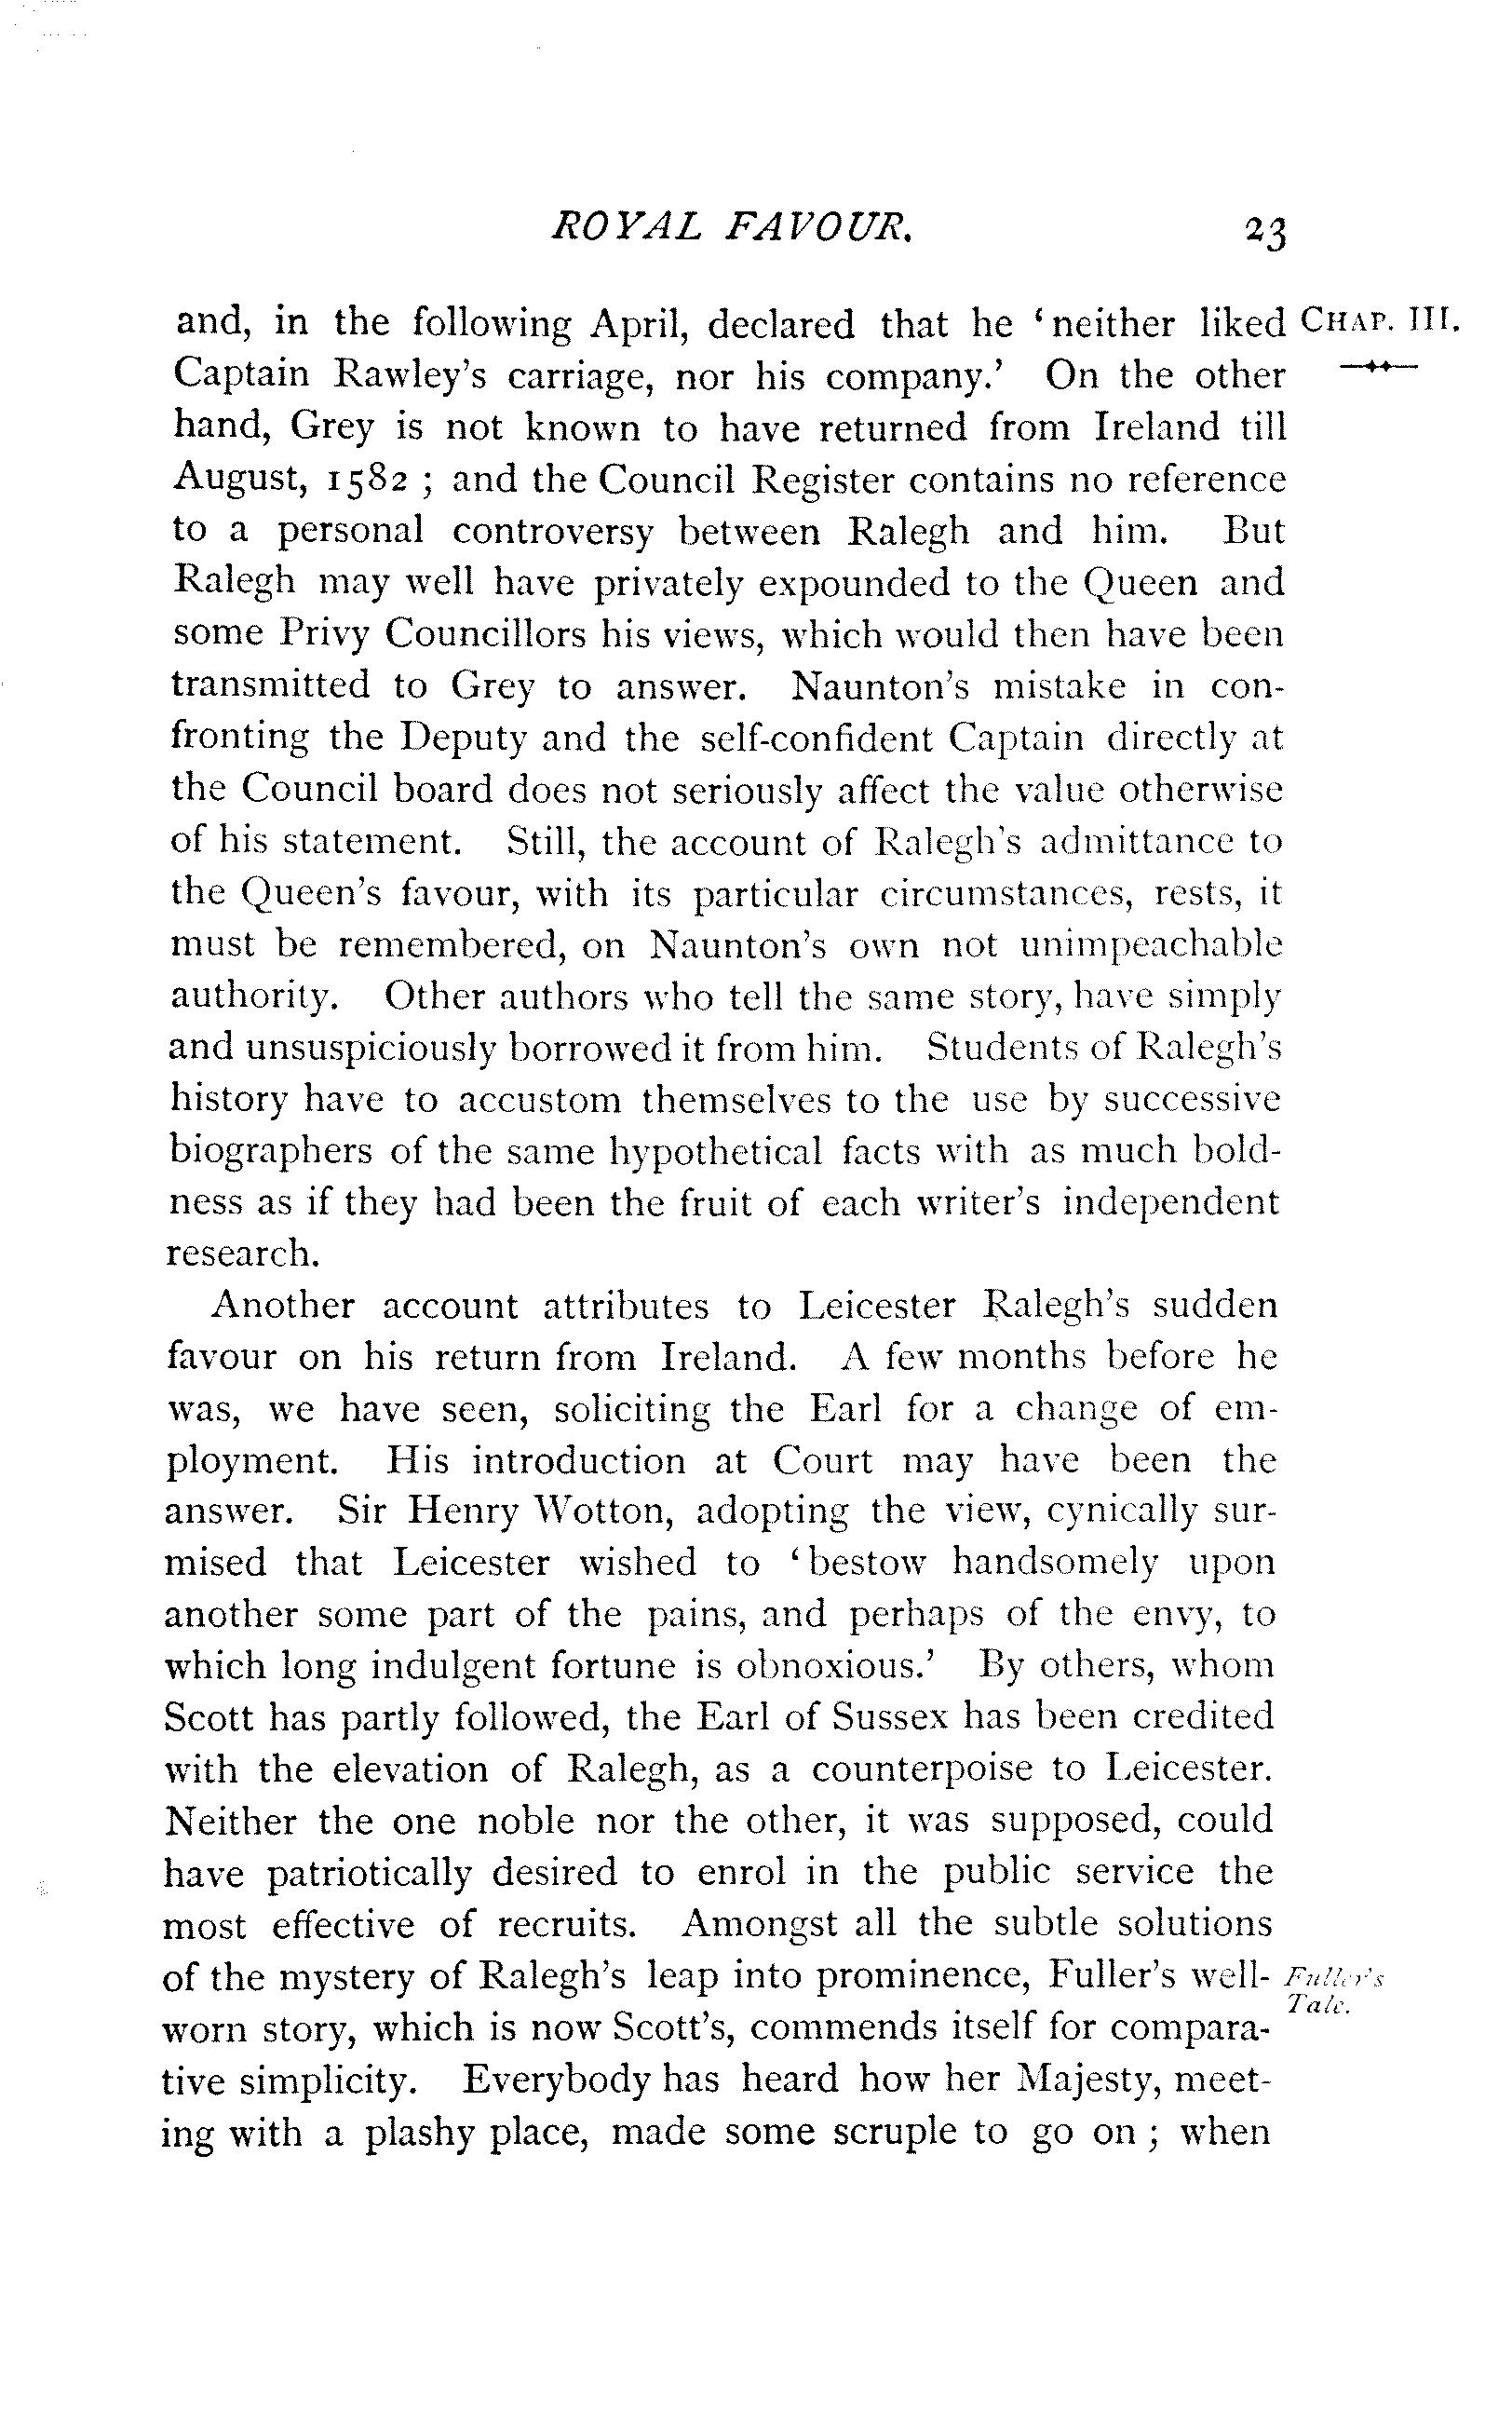 ROYAL FAVOUR. 23
and, in the following April, declared that he ‘neither liked CHAP. III.
Captain Rawley's carriage, nor his company.’ On the other
hand, Grey is not known to have returned from Ireland till
August, 1582 ; and the Council Register contains no reference
to a personal controversy between Ralegh and him. But
Ralegh may well have privately expounded to the Queen and
some Privy Councillors his views, which would then have been
transmitted to Grey to answer. Naunton's mistake in con-
fronting the Deputy and the self-confident Captain directly at
the Council board does not seriously affect the value otherwise
of his statement. Still, the account of Ralegh's admittance to
the Queen's favour, with its particular circumstances, rests, it
must be remembered, on Naunton's own not unimpeachable
authority. Other authors who tell the same story, have simply
and unsuspiciously borrowed it from him. Students of Ralegh's
history have to accustom themselves to the use by successive
biographers of the same hypothetical facts with as much bold-
ness as if they had been the fruit of each writer's independent
research.
Another account attributes to Leicester Ralegh's sudden
favour on his return from Ireland. A few months before he
was, we have seen, soliciting the Earl for a change of em-
ployment. His introduction at Court may have been the
answer. Sir Henry Wotton, adopting the view, cynically sur-
mised that Leicester wished to ‘bestow handsomely upon
another some part of the pains, and perhaps of the envy, to
which long indulgent fortune is obnoxious.’ By others, whom
Scott has partly followed, the Earl of Sussex has been credited
with the elevation of Ralegh, as a counterpoise to Leicester.
Neither the one noble nor the other, it was supposed, could
have patriotically desired to enrol in the public service the
most effective of recruits. Amongst all the subtle solutions
of the mystery of Ralegh's leap into prominence, Fuller's well- Fuller's
Tale.
worn story, which is now Scott's, commends itself for compara-
tive simplicity. Everybody has heard how her Majesty, meet-
ing with a plashy place, made some scruple to go on ; when